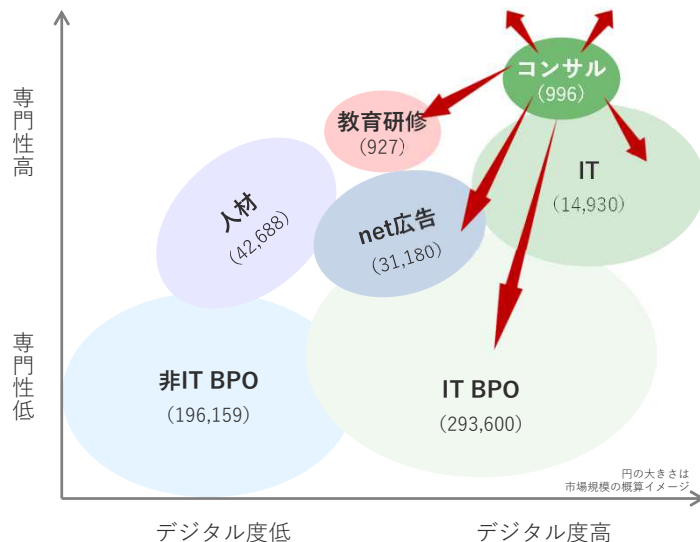 専門性高
専門性低
コンサル
（996）
教育研修
（927）
IT
（14,930）
人材
（42,688）
net広告
（31,180）
非IT BPO
（196,159）
IT BPO
（293,600）
円の大きさは
市場規模の概算イメージ
デジタル度低
デジタル度高